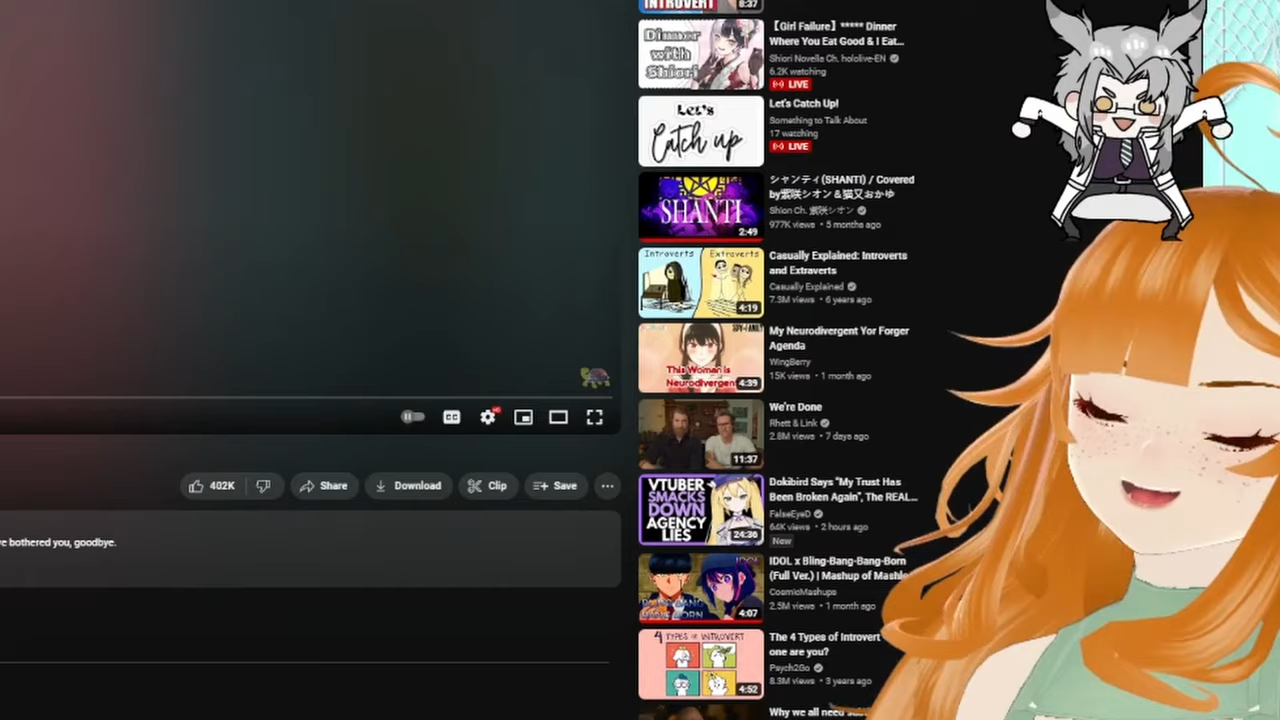 402K
Share
Download
Clip
Save
CC
e bothered you, goodbye.
INTROVERT
8:37
Dinner
with
Shiori
【Girl Failure】***** Dinner
Where You Eat Good & I Eat...
Shiori Novella Ch. hololive-EN
6.2K watching
LIVE
Let's
Catch up
Let's Catch Up!
Something to Talk About
17 watching
LIVE
SHANTI
2:49
シャンティ(SHANTI) / Covered
by紫咲シオン＆猫又おかゆ
Shion Ch. 紫咲シオン
977K views • 5 months ago
Introverts
Extraverts
4:19
Casually Explained: Introverts
and Extraverts
Casually Explained
7.3M views • 6 years ago
This Woman is
Neurodivergent
4:39
My Neurodivergent Yor Forger
Agenda
WingBerry
15K views • 1 month ago
11:37
We're Done
Rhett & Link
2.8M views • 7 days ago
VTUBER
SMACKS
DOWN
AGENCY
LIES
24:36
Dokibird Says "My Trust Has
Been Broken Again", The REAL...
FalseEyeD
64K views • 2 hours ago
New
IDOL
4:07
IDOL x Bling-Bang-Bang-Born
(Full Ver.) | Mashup of Mashle
CosmicMashups
2.5M views • 1 month ago
4 TYPES OF INTROVERT
4:52
The 4 Types of Introvert
one are you?
Psych2Go
8.3M views • 3 years ago
Why we all need